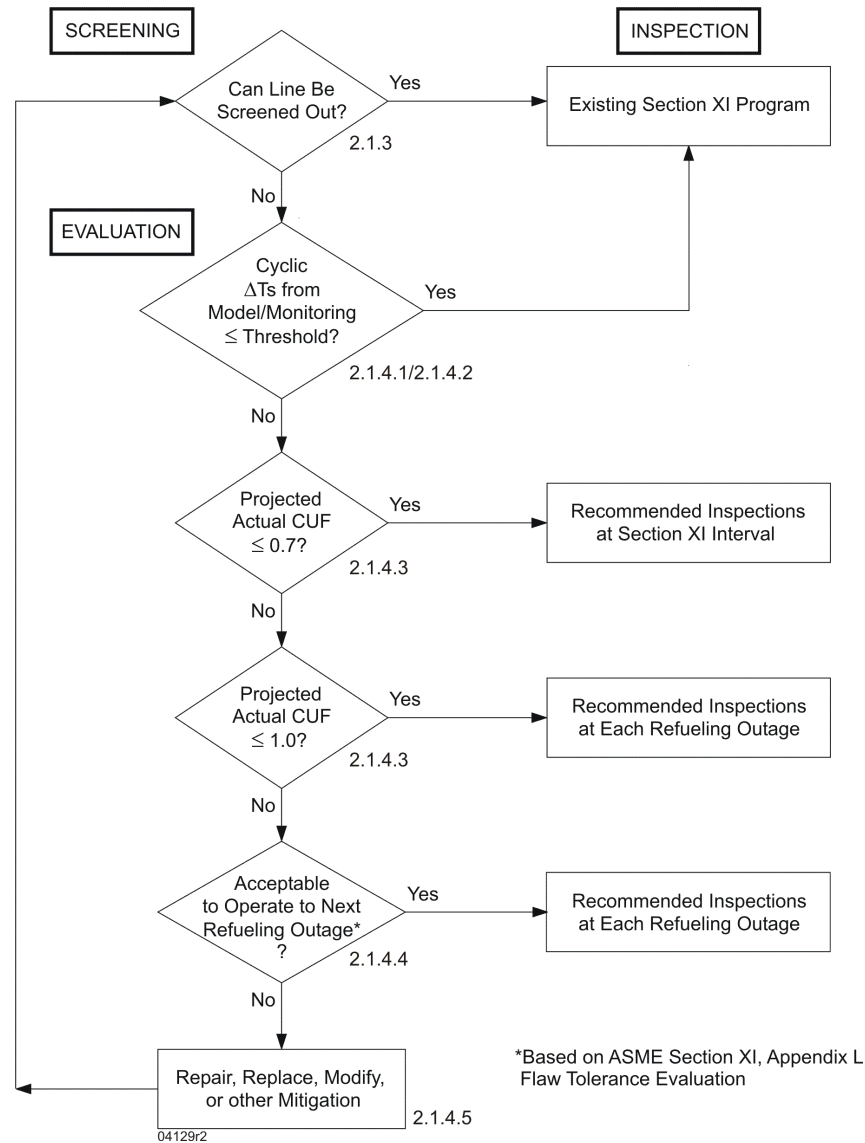 SCREENING
INSPECTION
Can Line Be
Screened Out?
Yes
Existing Section XI Program
2.1.3
No
EVALUATION
Cyclic
ΔTs from
Model/Monitoring
≤ Threshold?
Yes
2.1.4.1/2.1.4.2
No
Projected
Actual CUF
≤ 0.7?
Yes
Recommended Inspections
at Section XI Interval
2.1.4.3
No
Projected
Actual CUF
≤ 1.0?
Yes
Recommended Inspections
at Each Refueling Outage
2.1.4.3
No
Acceptable
to Operate to Next
Refueling Outage*
?
Yes
Recommended Inspections
at Each Refueling Outage
2.1.4.4
No
Repair, Replace, Modify,
or other Mitigation
2.1.4.5
*Based on ASME Section XI, Appendix L
Flaw Tolerance Evaluation
04129r2